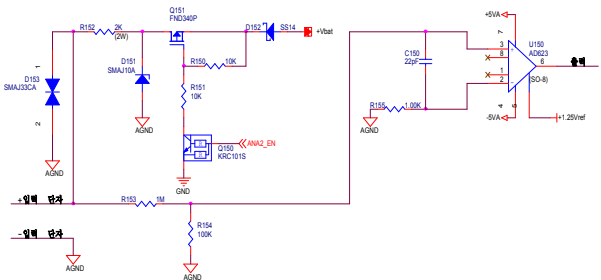 Q151
FND340P
D152
SS14
+Vbat
R152
2K
(2W)
D153
SMAJ33CA
1
2
D151
SMAJ10A
R150
10K
R151
10K
Q150
KRC101S
ANA2_EN
AGND
AGND
GND
+입력 단자
-입력 단자
AGND
R153
1M
R154
100K
AGND
C150
22pF
R155
1.00K
AGND
+5VA
7
U150
AD623
3
8
1
2
6
(SO-8)
출력
-5VA
4
5
+1.25Vref